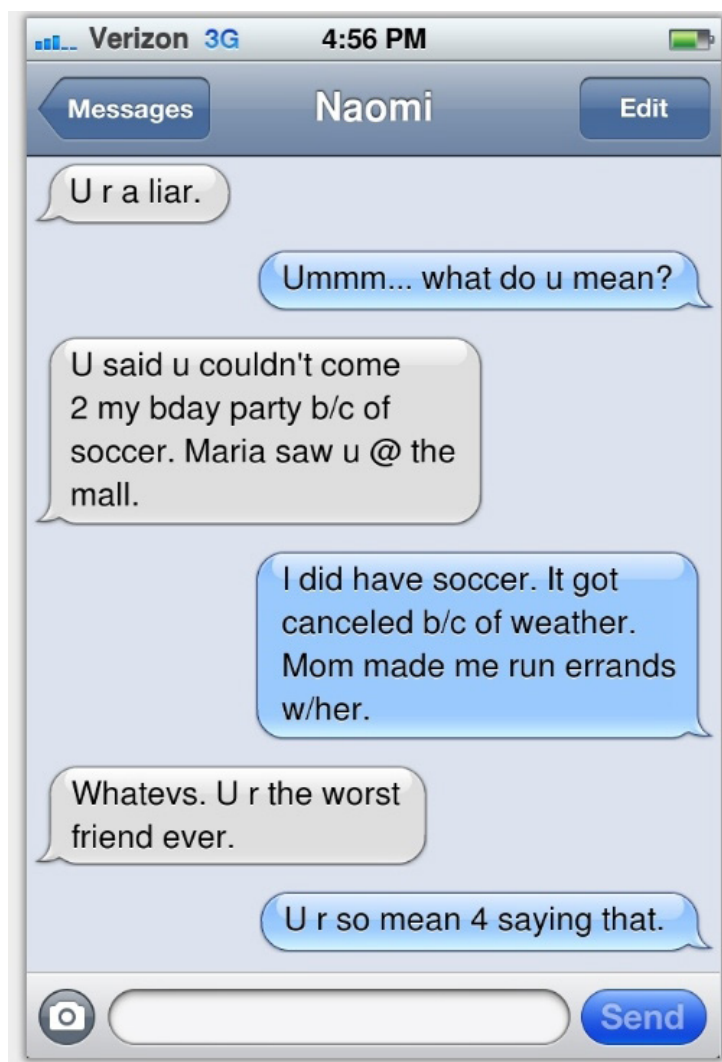 Verizon 3G 4:56 PM
Messages Naomi Edit
U r a liar.
Ummm... what do u mean?
U said u couldn't come
2 my bday party b/c of
soccer. Maria saw u @ the
mall.
I did have soccer. It got
canceled b/c of weather.
Mom made me run errands
w/her.
Whatevs. U r the worst
friend ever.
U r so mean 4 saying that.
Send